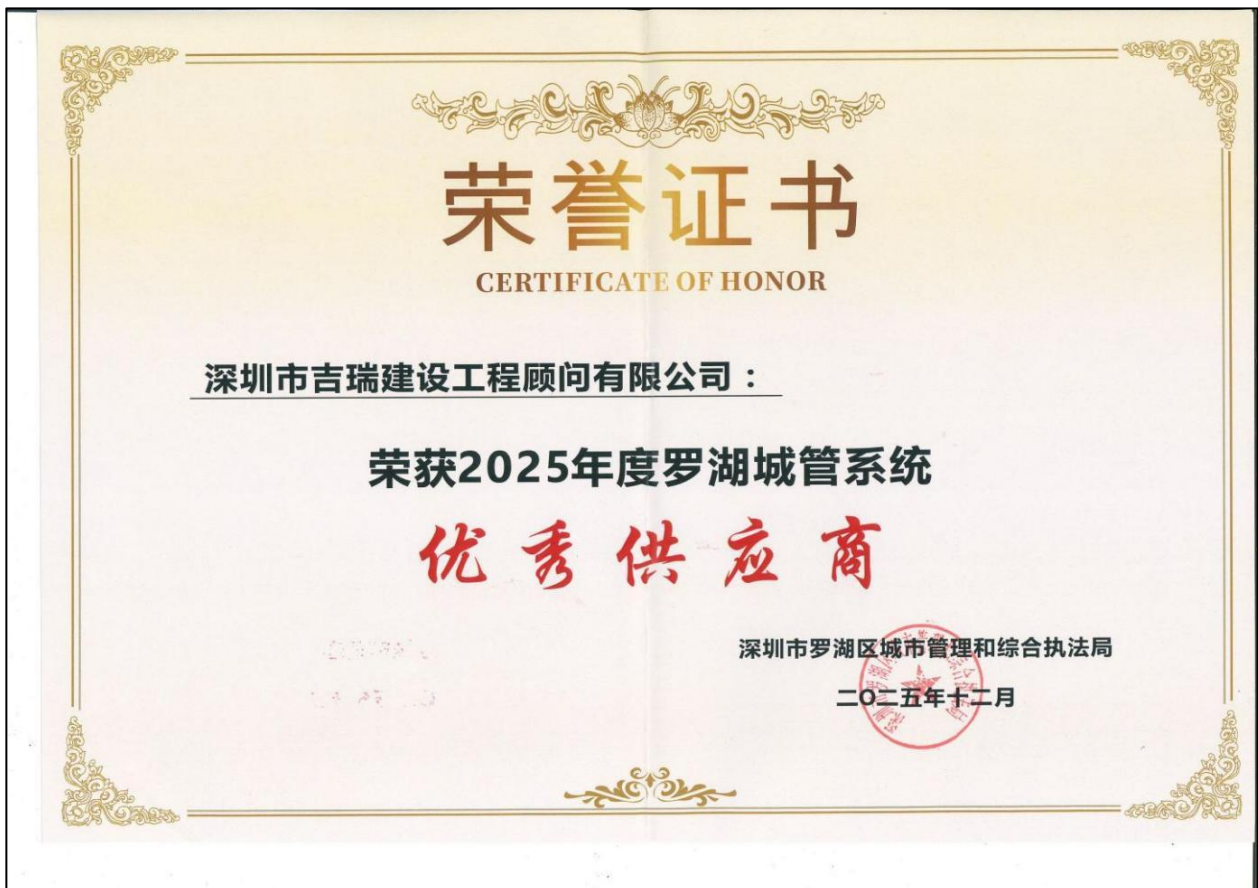 荣誉证书
CERTIFICATE OF HONOR
深圳市吉瑞建设工程顾问有限公司：
荣获2025年度罗湖城管系统
优秀供应商
深圳市罗湖区城市管理和综合执法局
二〇二五年十二月